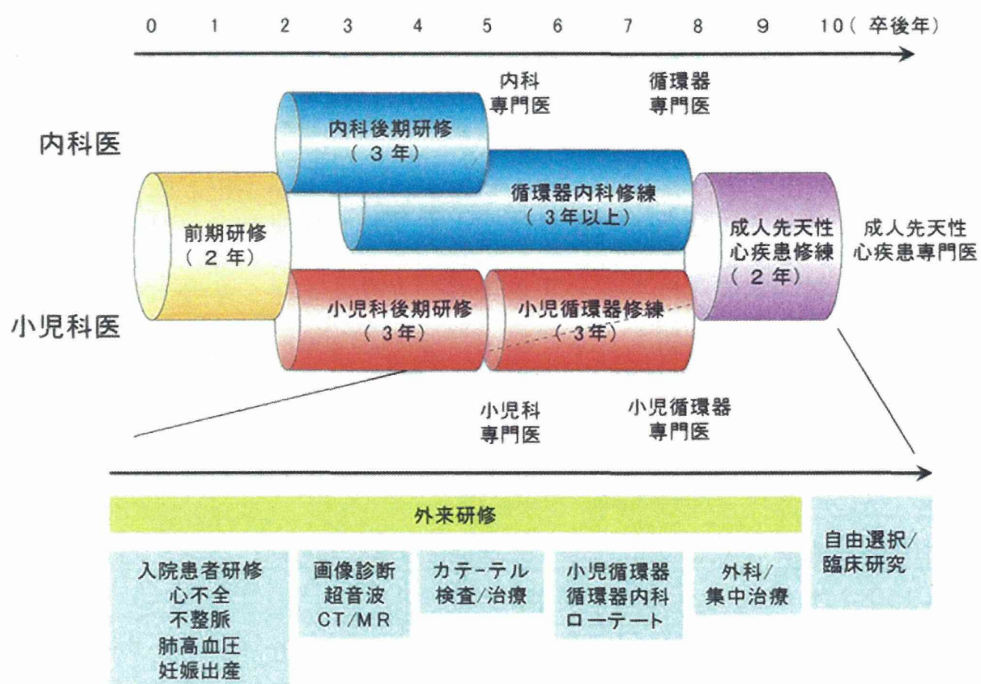 0 1 2 3 4 5 6 7 8 9 10( 卒後年)
内科
専門医
循環器
専門医
内科医
内科後期研修
( 3 年)
循環器内科修練
( 3年以上)
前期研修
( 2 年)
成人先天性
心疾患修練
( 2 年)
成人先天性
心疾患専門医
小児科医
小児科後期研修
( 3年)
小児循環器修練
( 3年)
小児科
専門医
小児循環器
専門医
外来研修
自由選択/
臨床研究
入院患者研修
心不全
不整脈
肺高血圧
妊娠出産
画像診断
超音波
CT/MR
カテーテル
検査/治療
小児循環器
循環器内科
ローテート
外科/
集中治療